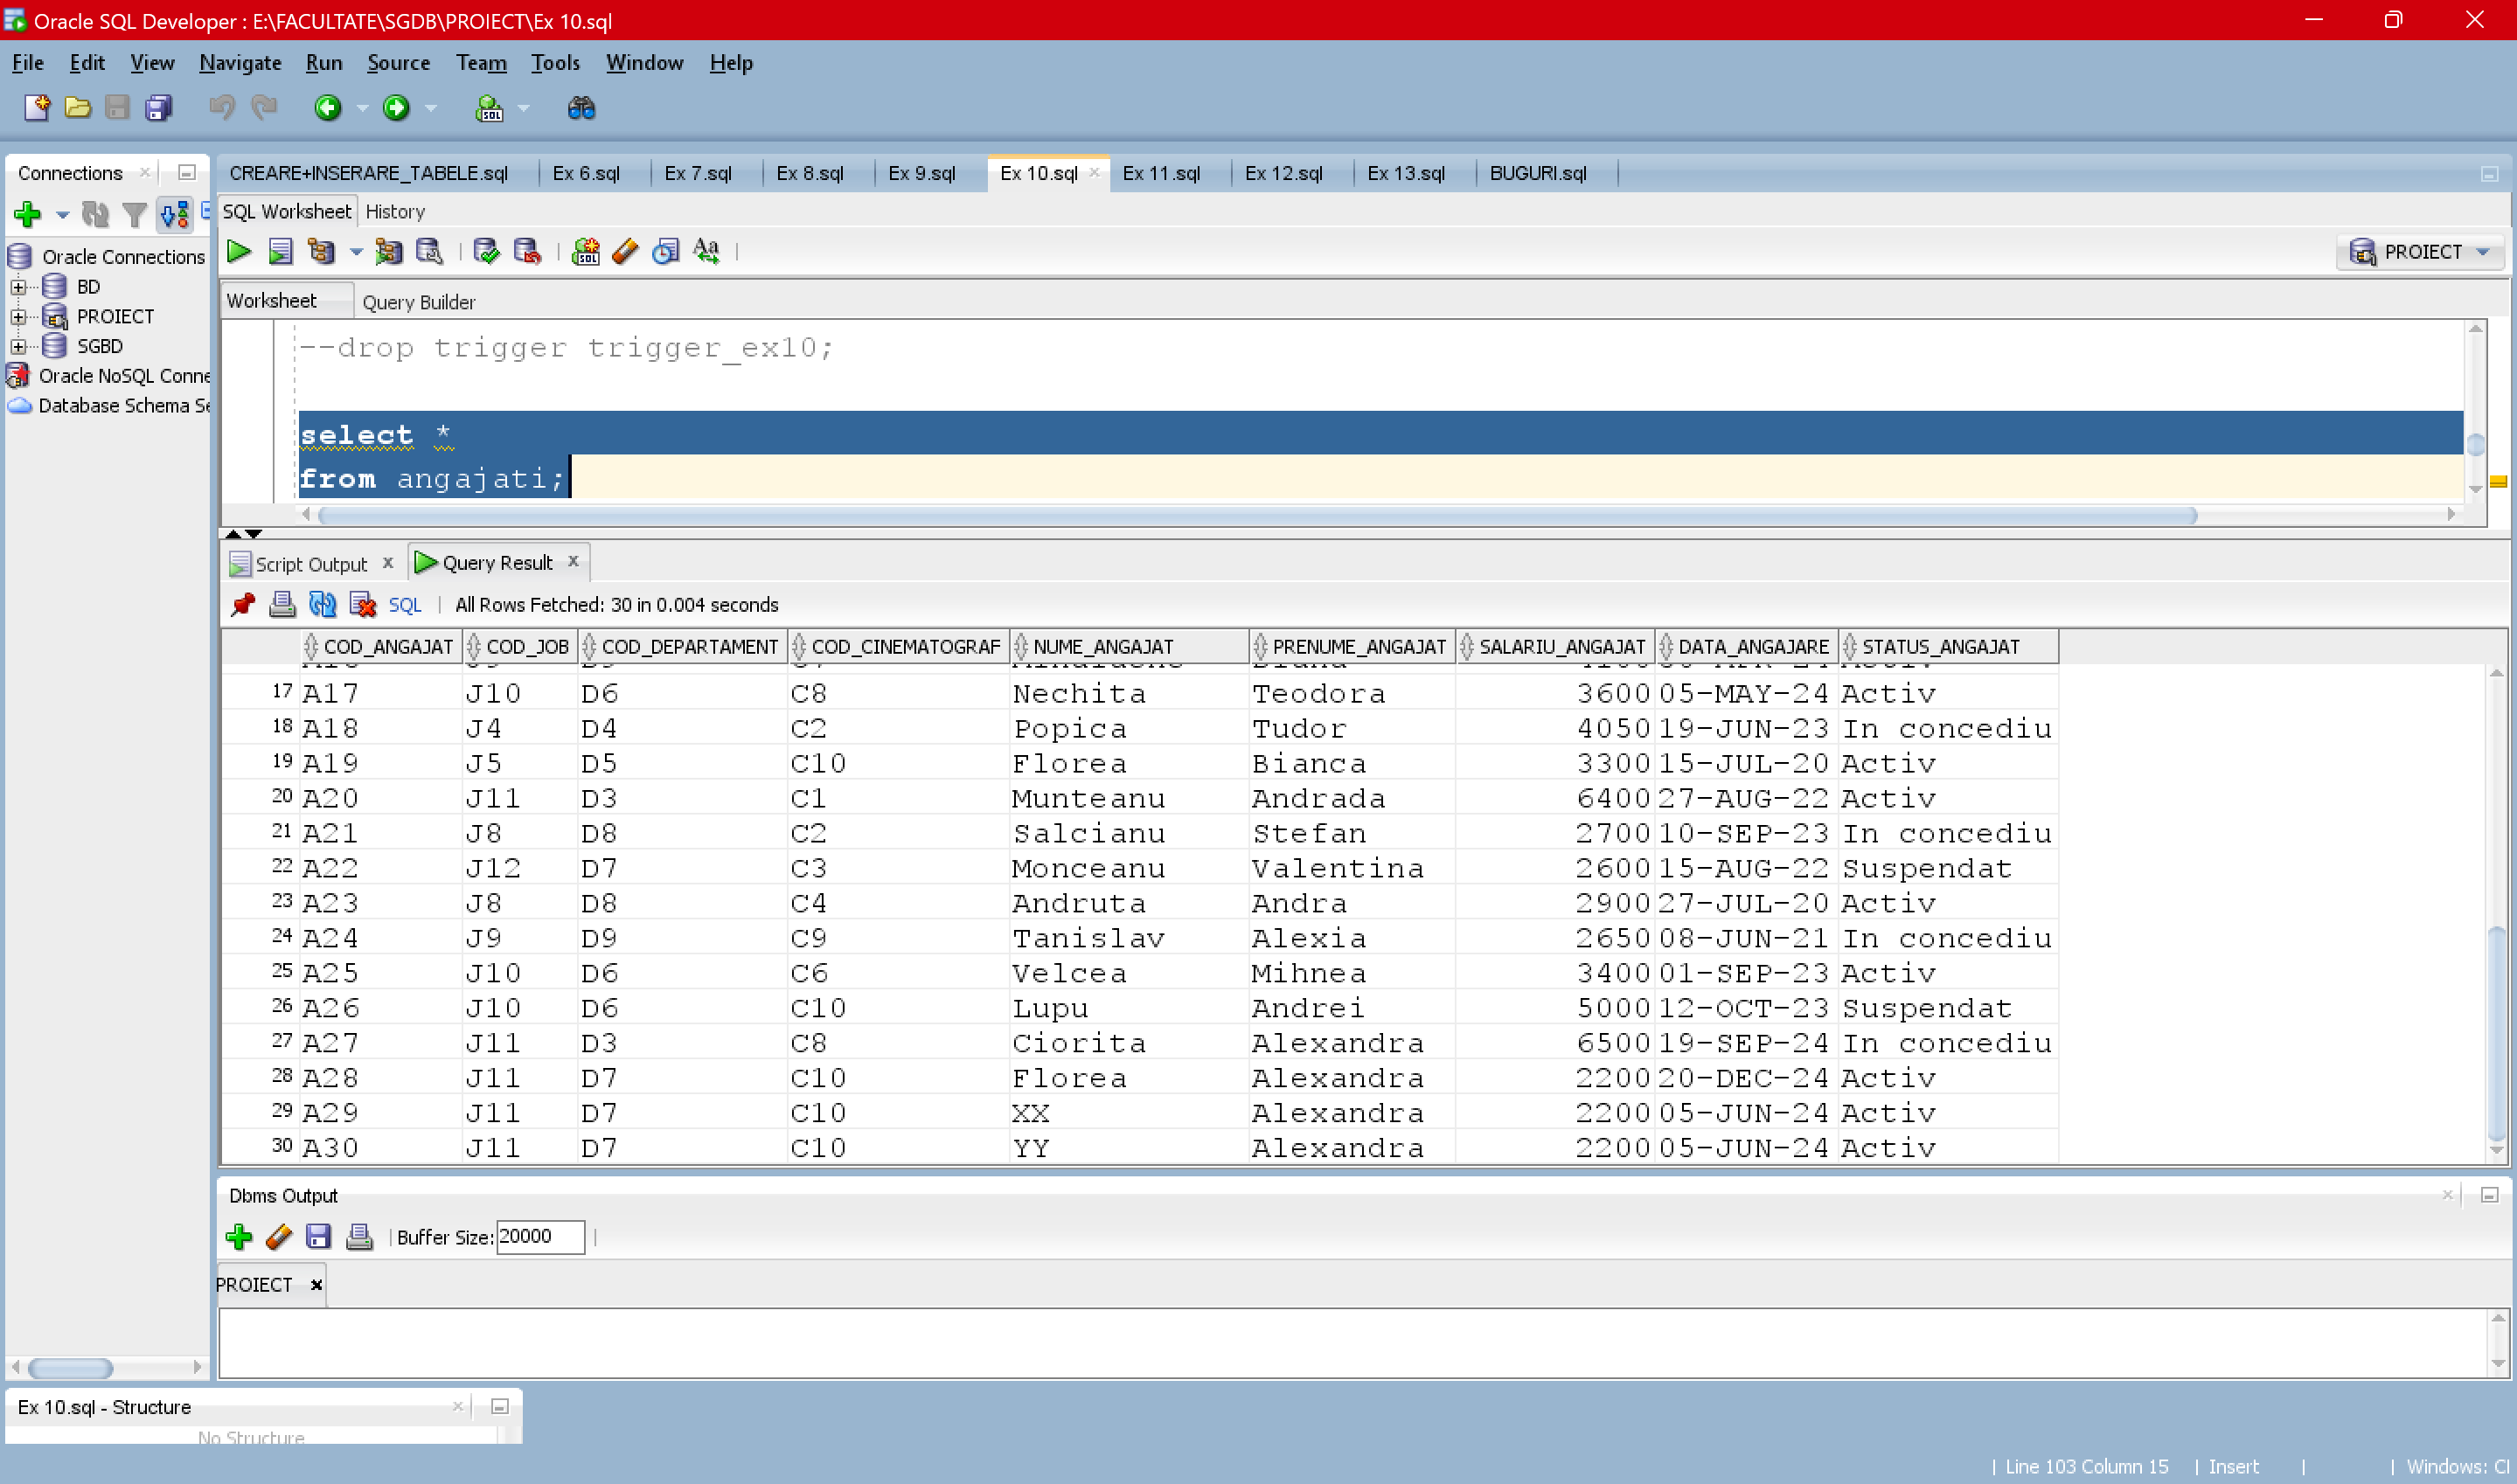 Oracle SQL Developer : E:\FACULTATE\SGDB\PROIECT\Ex 10.sql
File Edit View Navigate Run Source Team Tools Window Help
Connections
Oracle Connections
BD
PROIECT
SGBD
Oracle NoSQL Conne
Database Schema Se
CREARE+INSERARE_TABELE.sql Ex 6.sql Ex 7.sql Ex 8.sql Ex 9.sql Ex 10.sql Ex 11.sql Ex 12.sql Ex 13.sql BUGURI.sql
SQL Worksheet History
PROIECT
Worksheet Query Builder
--drop trigger trigger_ex10;
select *
from angajati;
Script Output Query Result
SQL All Rows Fetched: 30 in 0.004 seconds
COD_ANGAJAT COD_JOB COD_DEPARTAMENT COD_CINEMATOGRAF NUME_ANGAJAT PRENUME_ANGAJAT SALARIU_ANGAJAT DATA_ANGAJARE STATUS_ANGAJAT
17 A17 J10 D6 C8 Nechita Teodora 3600 05-MAY-24 Activ
18 A18 J4 D4 C2 Popica Tudor 4050 19-JUN-23 In concediu
19 A19 J5 D5 C10 Florea Bianca 3300 15-JUL-20 Activ
20 A20 J11 D3 C1 Munteanu Andrada 6400 27-AUG-22 Activ
21 A21 J8 D8 C2 Salcianu Stefan 2700 10-SEP-23 In concediu
22 A22 J12 D7 C3 Monceanu Valentina 2600 15-AUG-22 Suspendat
23 A23 J8 D8 C4 Andruta Andra 2900 27-JUL-20 Activ
24 A24 J9 D9 C9 Tanislav Alexia 2650 08-JUN-21 In concediu
25 A25 J10 D6 C6 Velcea Mihnea 3400 01-SEP-23 Activ
26 A26 J10 D6 C10 Lupu Andrei 5000 12-OCT-23 Suspendat
27 A27 J11 D3 C8 Ciorita Alexandra 6500 19-SEP-24 In concediu
28 A28 J11 D7 C10 Florea Alexandra 2200 20-DEC-24 Activ
29 A29 J11 D7 C10 XX Alexandra 2200 05-JUN-24 Activ
30 A30 J11 D7 C10 YY Alexandra 2200 05-JUN-24 Activ
Dbms Output
Buffer Size: 20000
PROIECT
Ex 10.sql - Structure
No Structure
Line 103 Column 15 | Insert | | Windows: Cl